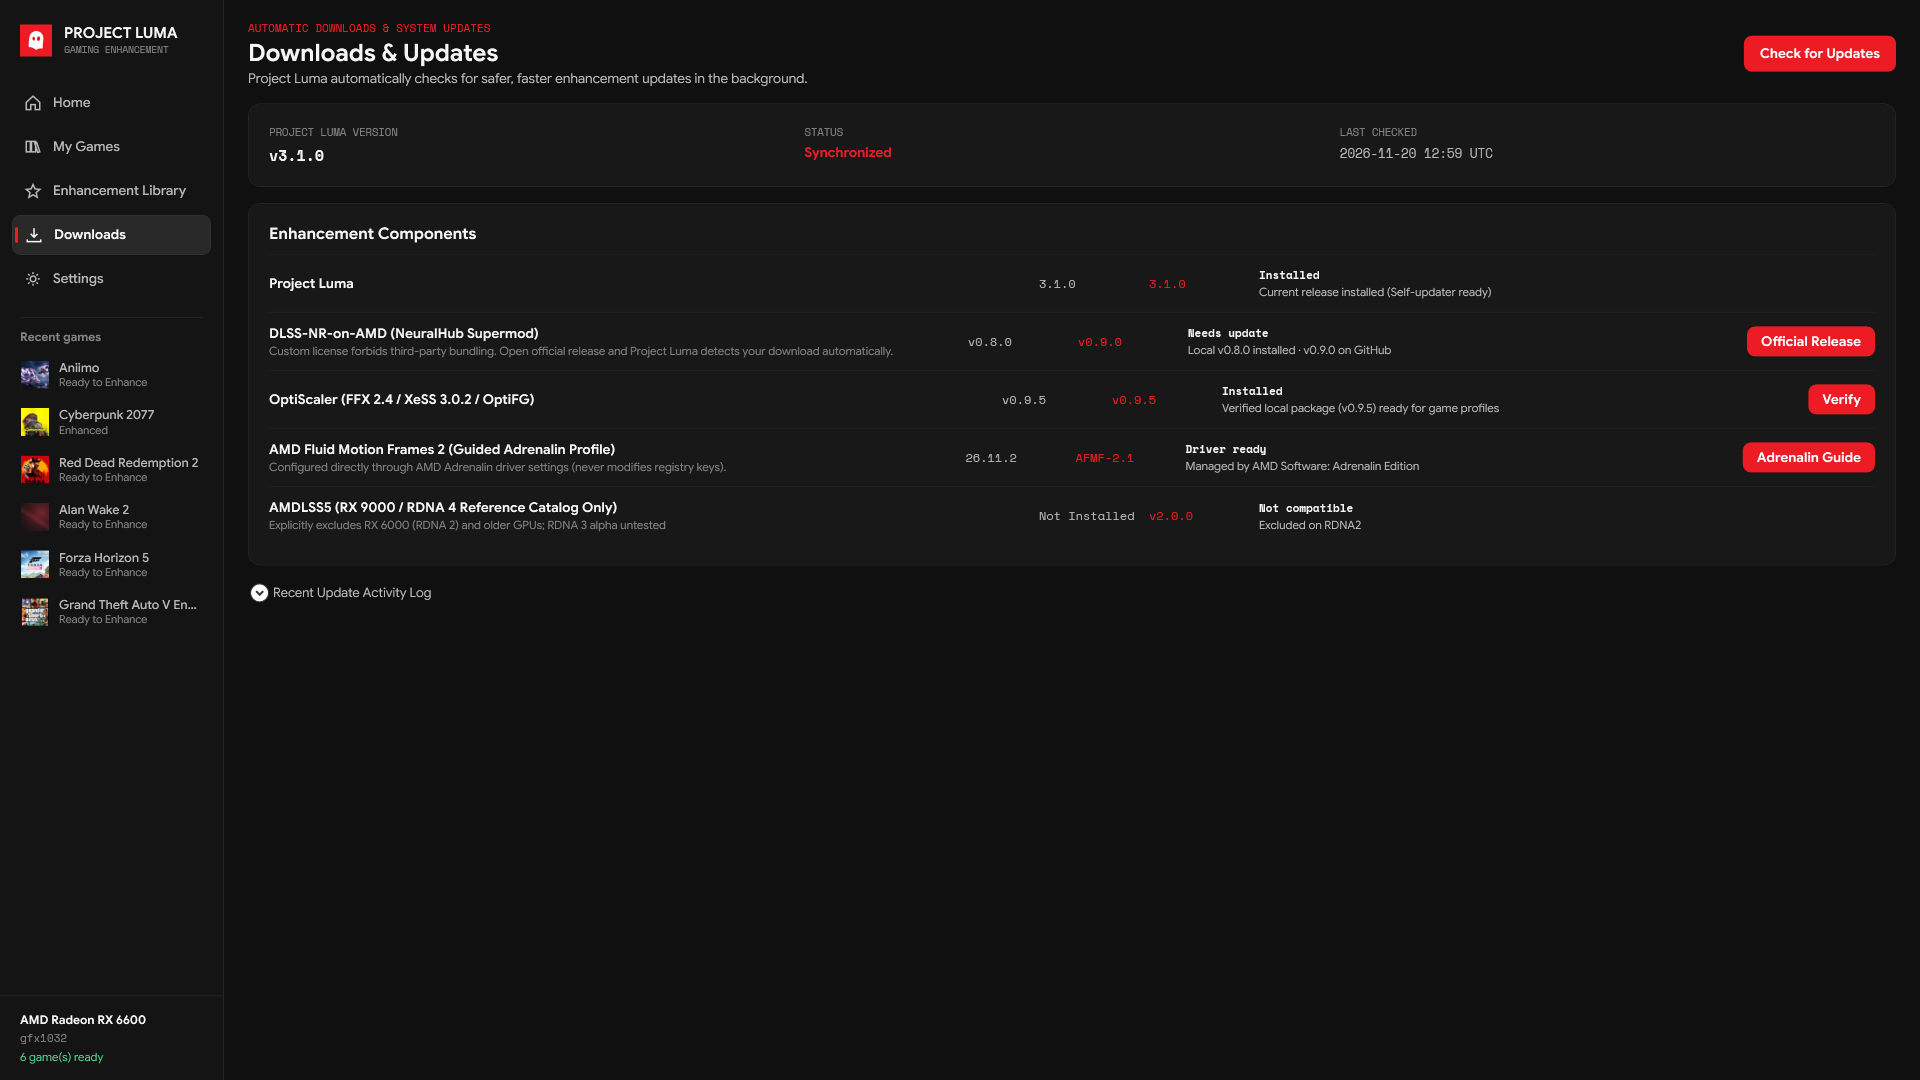 PROJECT LUMA
GAMING ENHANCEMENT
Home
My Games
Enhancement Library
Downloads
Settings
Recent games
Aniimo
Ready to Enhance
Cyberpunk 2077
Enhanced
Red Dead Redemption 2
Ready to Enhance
Alan Wake 2
Ready to Enhance
Forza Horizon 5
Ready to Enhance
Grand Theft Auto V En...
Ready to Enhance
AMD Radeon RX 6600
gfx1032
6 game(s) ready
AUTOMATIC DOWNLOADS & SYSTEM UPDATES
Downloads & Updates
Project Luma automatically checks for safer, faster enhancement updates in the background.
Check for Updates
PROJECT LUMA VERSION
v3.1.0
STATUS
Synchronized
LAST CHECKED
2026-11-20 12:59 UTC
Enhancement Components
Project Luma
3.1.0
3.1.0
Installed
Current release installed (Self-updater ready)
DLSS-NR-on-AMD (NeuralHub Supermod)
Custom license forbids third-party bundling. Open official release and Project Luma detects your download automatically.
v0.8.0
v0.9.0
Needs update
Local v0.8.0 installed · v0.9.0 on GitHub
Official Release
OptiScaler (FFX 2.4 / XeSS 3.0.2 / OptiFG)
v0.9.5
v0.9.5
Installed
Verified local package (v0.9.5) ready for game profiles
Verify
AMD Fluid Motion Frames 2 (Guided Adrenalin Profile)
Configured directly through AMD Adrenalin driver settings (never modifies registry keys).
26.11.2
AFMF-2.1
Driver ready
Managed by AMD Software: Adrenalin Edition
Adrenalin Guide
AMDLSS5 (RX 9000 / RDNA 4 Reference Catalog Only)
Explicitly excludes RX 6000 (RDNA 2) and older GPUs; RDNA 3 alpha untested
Not Installed
v2.0.0
Not compatible
Excluded on RDNA2
Recent Update Activity Log